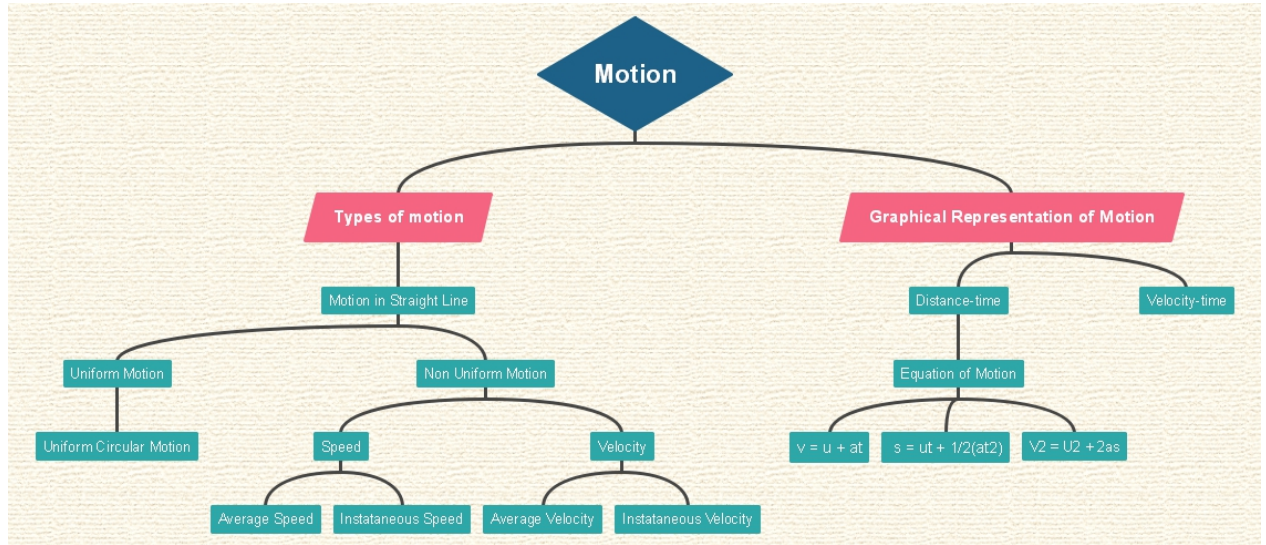 Motion
Types of motion
Graphical Representation of Motion
Motion in Straight Line
Distance-time
Velocity-time
Uniform Motion
Non Uniform Motion
Equation of Motion
Uniform Circular Motion
Speed
Velocity
v = u + at
s = ut + 1/2(at2)
V2 = U2 + 2as
Average Speed
Instataneous Speed
Average Velocity
Instataneous Velocity